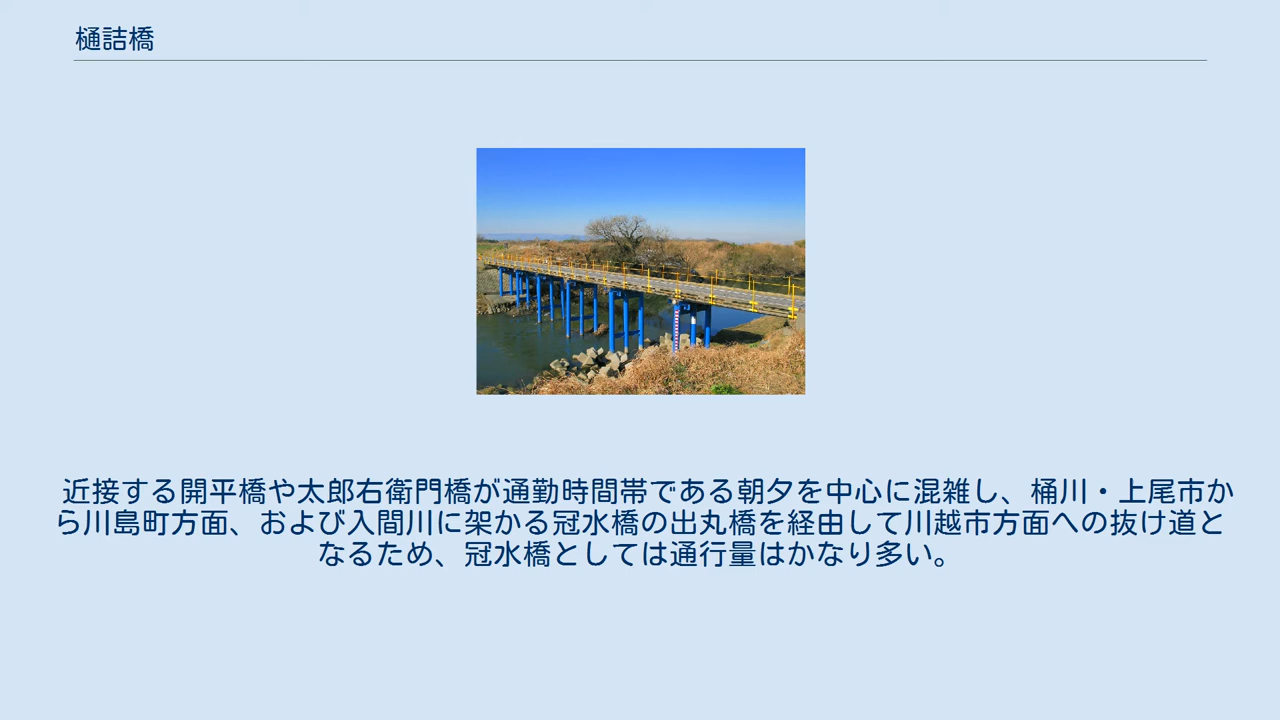 樋詰橋
近接する開平橋や太郎右衛門橋が通勤時間帯である朝夕を中心に混雑し、桶川・上尾市か
ら川島町方面、および入間川に架かる冠水橋の出丸橋を経由して川越市方面への抜け道と
なるため、冠水橋としては通行量はかなり多い。